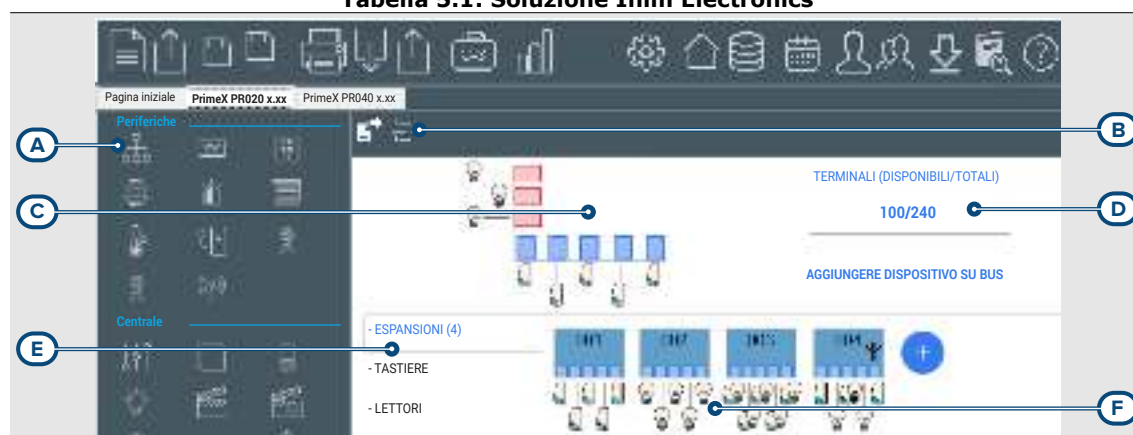 Tabella 3.1: Soluzione Inim Electronics
Pagina iniziale PrimeX PR020 x.xx PrimeX PR040 x.xx
Periferiche
A
B
TERMINALI (DISPONIBILI/TOTALI)
C
100/240
D
AGGIUNGERE DISPOSITIVO SU BUS
Centrale
E
- ESPANSIONI (4)
+
- TASTIERE
- LETTORI
F